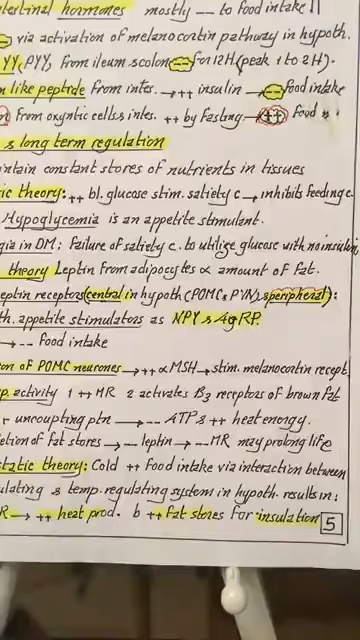 testinal hormones mostly -- to food intake
-- via activation of melanocortin pathway in hypoth.
YY (PYY) from ileum & colon -- for 12H (peak 1 to 2H).
n like peptide from intes. → ++ insulin → -- food intake
n from oxyntic cells & intes. ++ by fasting → ++ food
& long term regulation
intain constant stores of nutrients in tissues
ic theory: ++ bl. glucose stim. satiety c → inhibits feeding c.
Hypoglycemia is an appetite stimulant.
gia in DM: failure of satiety c. to utilize glucose with no insulin
theory Leptin from adipocytes ∝ amount of fat.
eptin receptors (central in hypoth (POMC & PVN) & peripheral):
th. appetite stimulators as NPY & AgRP.
→ -- food intake
on of POMC neurones → ++ αMSH → stim. melanocortin recept.
p. activity 1 ++ MR 2 activates B3 receptors of brown fat
r uncoupting ptn → -- ATP & ++ heat energy.
letion of fat stores → -- leptin → -- MR may prolong life
static theory: Cold ++ food intake via interaction between
ulating & temp. regulating system in hypoth. results in:
R → ++ heat prod. b ++ fat stores for insulation 5